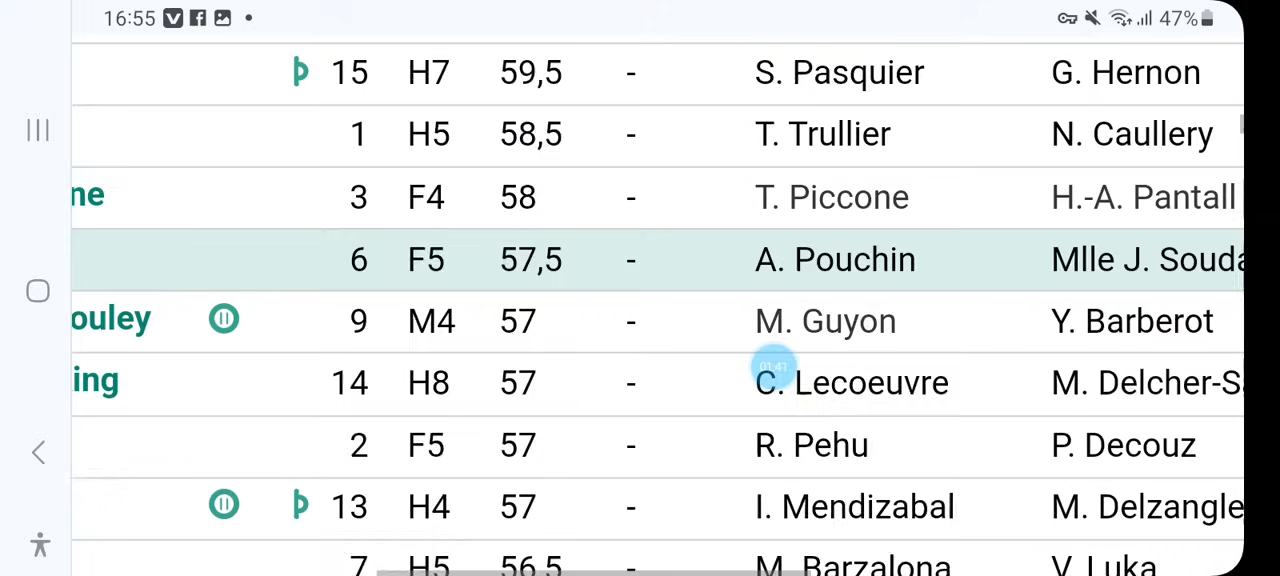 16:55 47%
15 H7 59,5 - S. Pasquier G. Hernon
1 H5 58,5 - T. Trullier N. Caullery
ne 3 F4 58 - T. Piccone H.-A. Pantall
6 F5 57,5 - A. Pouchin Mlle J. Souda
ouley 9 M4 57 - M. Guyon Y. Barberot
01:41
ing 14 H8 57 - C. Lecoeuvre M. Delcher-S
2 F5 57 - R. Pehu P. Decouz
13 H4 57 - I. Mendizabal M. Delzangle
7 H5 56,5 - M. Barzalona V. Luka